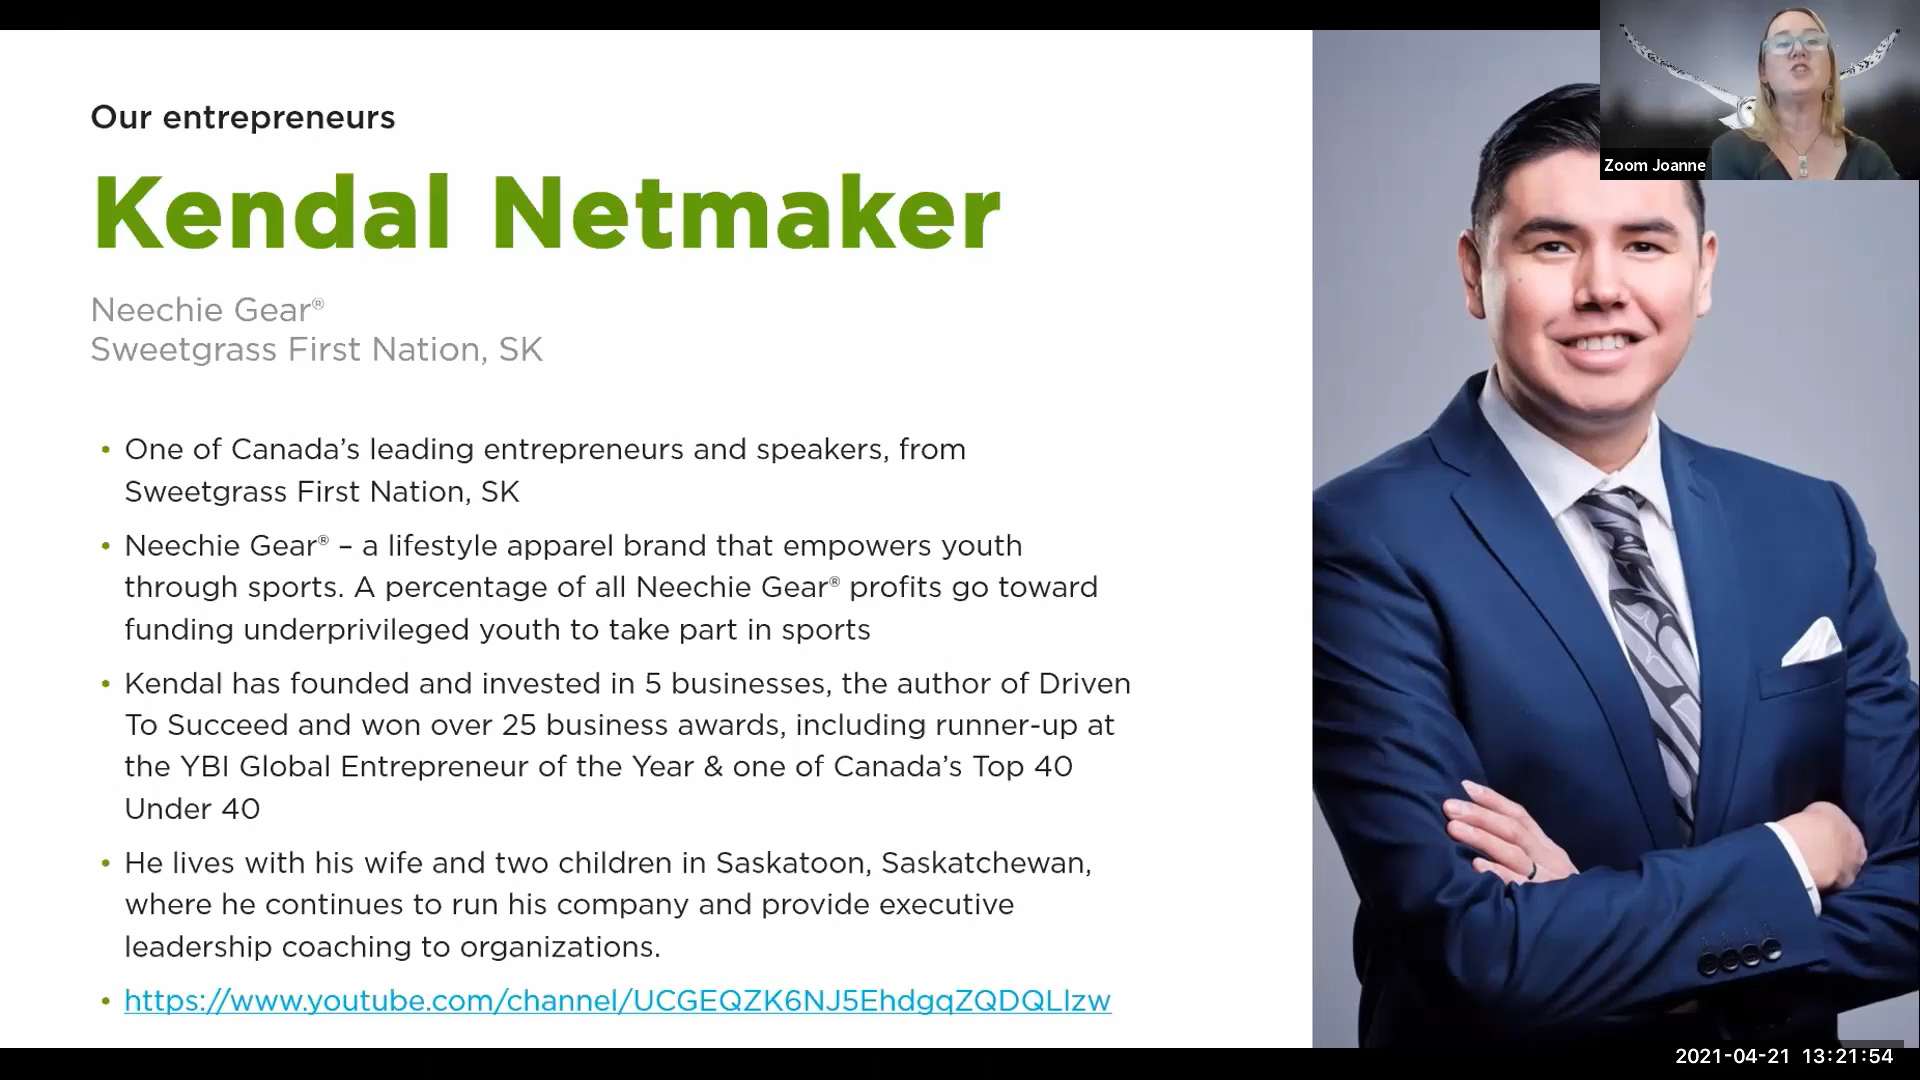 Our entrepreneurs
Kendal Netmaker
Neechie Gear®
Sweetgrass First Nation, SK
• One of Canada’s leading entrepreneurs and speakers, from
Sweetgrass First Nation, SK
• Neechie Gear® – a lifestyle apparel brand that empowers youth
through sports. A percentage of all Neechie Gear® profits go toward
funding underprivileged youth to take part in sports
• Kendal has founded and invested in 5 businesses, the author of Driven
To Succeed and won over 25 business awards, including runner-up at
the YBI Global Entrepreneur of the Year & one of Canada’s Top 40
Under 40
• He lives with his wife and two children in Saskatoon, Saskatchewan,
where he continues to run his company and provide executive
leadership coaching to organizations.
• https://www.youtube.com/channel/UCGEQZK6NJ5EhdgqZQDQLlzw
Zoom Joanne
2021-04-21 13:21:54